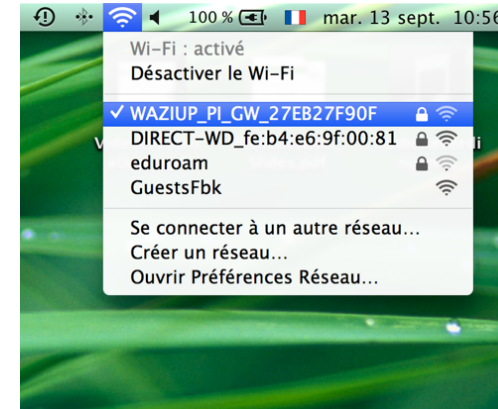 100 % mar. 13 sept. 10:56
Wi-Fi : activé
Désactiver le Wi-Fi
WAZIUP_PI_GW_27EB27F90F
DIRECT-WD_fe:b4:e6:9f:00:81
eduroam
GuestsFbk
Se connecter à un autre réseau...
Créer un réseau...
Ouvrir Préférences Réseau...